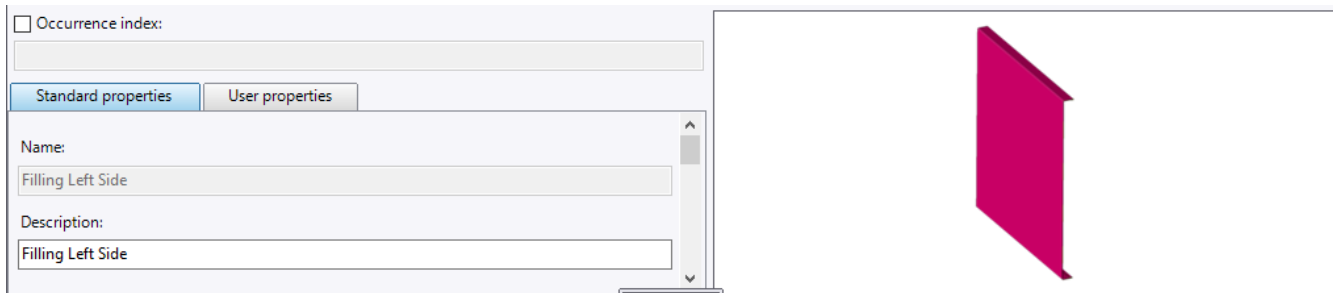 Occurrence index:
Standard properties
User properties
Name:
Filling Left Side
Description:
Filling Left Side